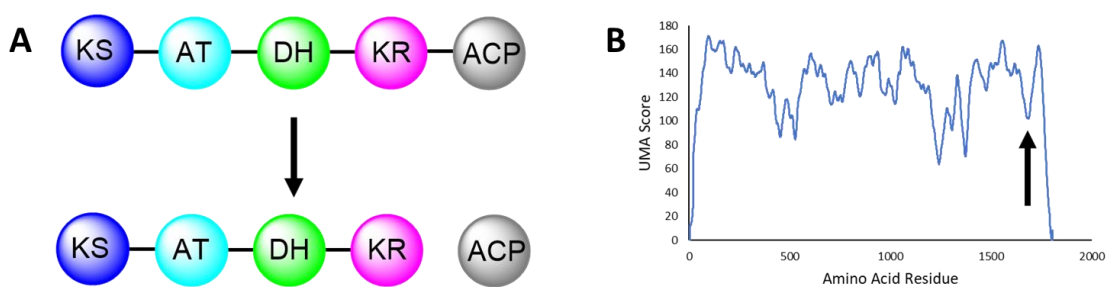 A
KS AT DH KR ACP
KS AT DH KR ACP
B
180
160
140
120
100
80
60
40
20
0
UMA Score
0 500 1000 1500 2000
Amino Acid Residue